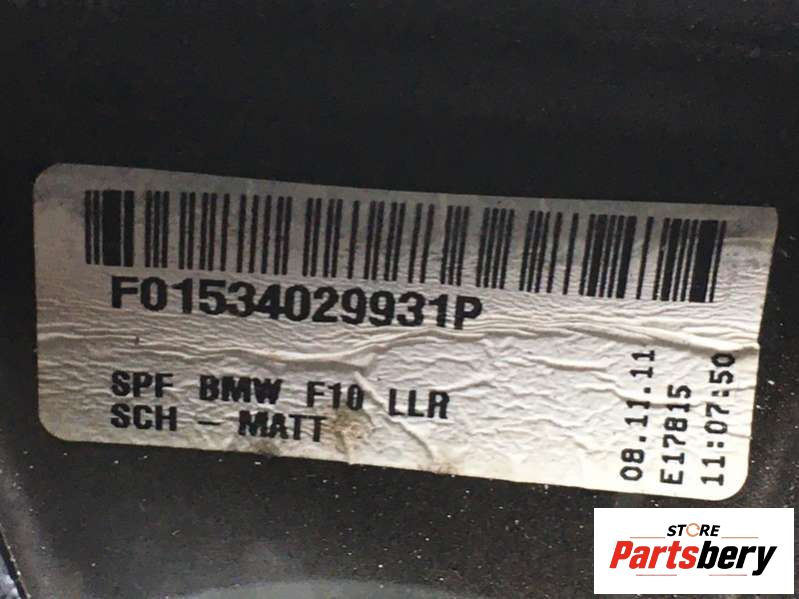 F01534029931P
SPF BMW F10 LLR
SCH - MATT
08.11.11
E17815
11:07:50
STORE
Partsbery